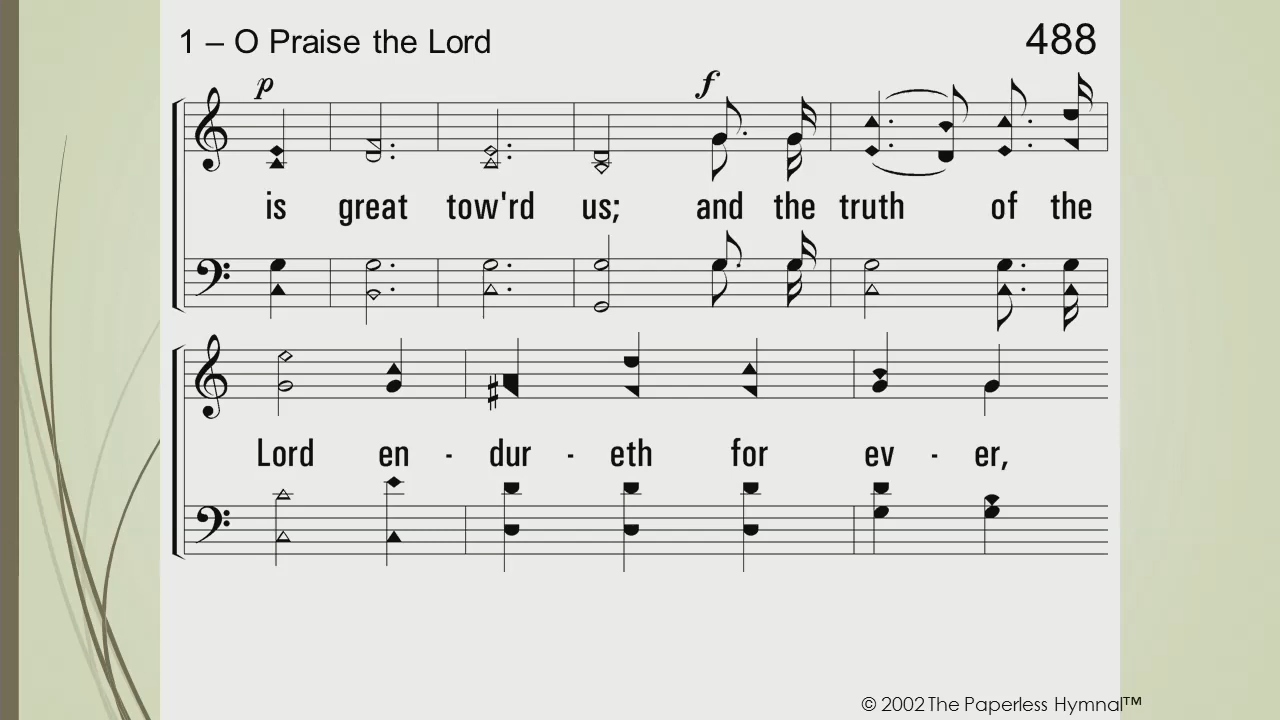 1 – O Praise the Lord 488
p f
is great tow'rd us; and the truth of the
Lord en - dur - eth for ev - er,
© 2002 The Paperless Hymnal™